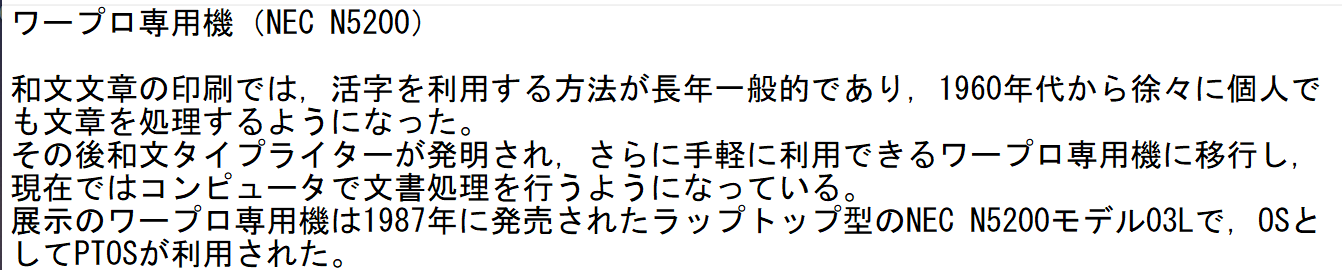 ワープロ専用機（NEC N5200）
和文文章の印刷では，活字を利用する方法が長年一般的であり，1960年代から徐々に個人で
も文章を処理するようになった。
その後和文タイプライターが発明され，さらに手軽に利用できるワープロ専用機に移行し，
現在ではコンピュータで文書処理を行うようになっている。
展示のワープロ専用機は1987年に発売されたラップトップ型のNEC N5200モデル03Lで，OSと
してPTOSが利用された。